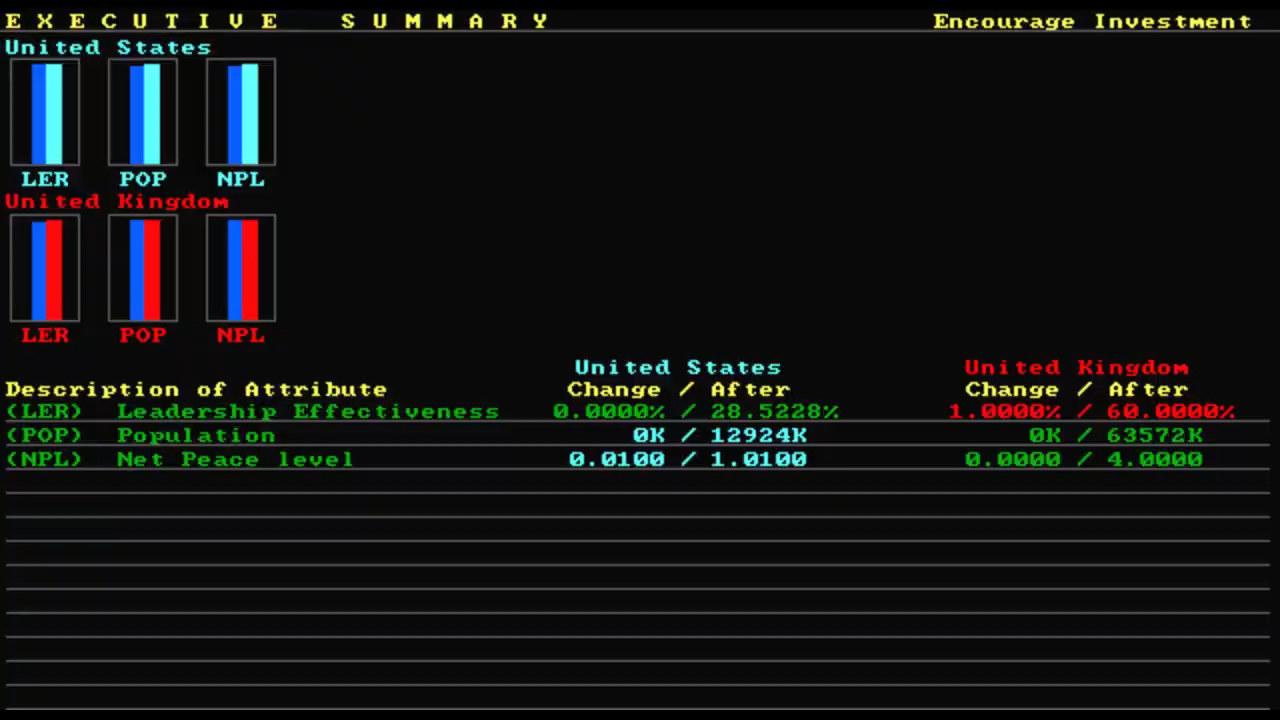 E X E C U T I V E   S U M M A R Y   Encourage Investment
United States
LER POP NPL
United Kingdom
LER POP NPL
United States United Kingdom
Description of Attribute Change / After Change / After
(LER) Leadership Effectiveness 0.0000% / 28.5228% 1.0000% / 60.0000%
(POP) Population 0K / 12924K 0K / 63572K
(NPL) Net Peace level 0.0100 / 1.0100 0.0000 / 4.0000